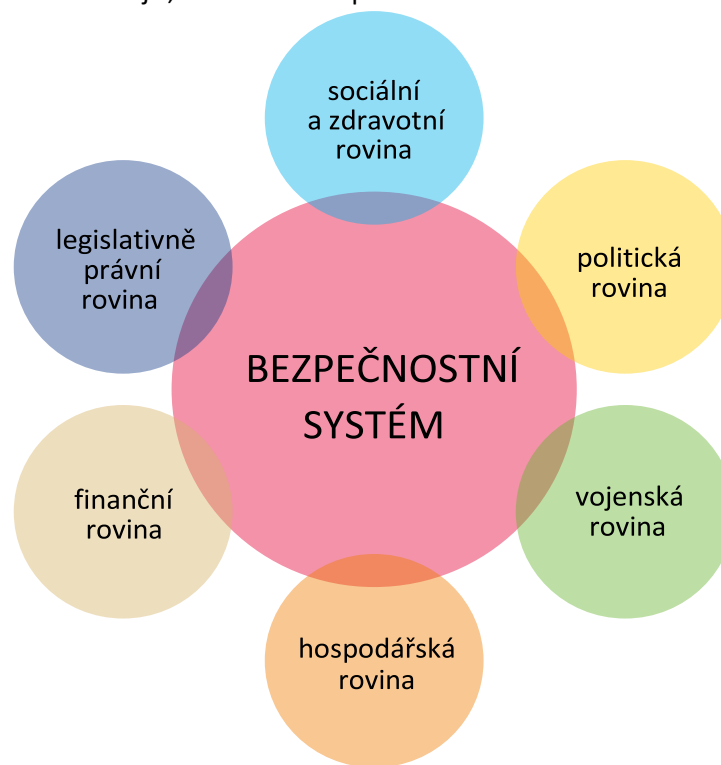 sociální
a zdravotní
rovina
legislativně
právní
rovina
politická
rovina
BEZPEČNOSTNÍ
SYSTÉM
finanční
rovina
vojenská
rovina
hospodářská
rovina